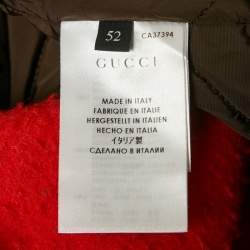 52
CA37394
GUCCI
MADE IN ITALY
FABRIQUÉ EN ITALIE
HERGESTELLT IN ITALIEN
HECHO EN ITALIA
イタリア製
СДЕЛАНО В ИТАЛИИ